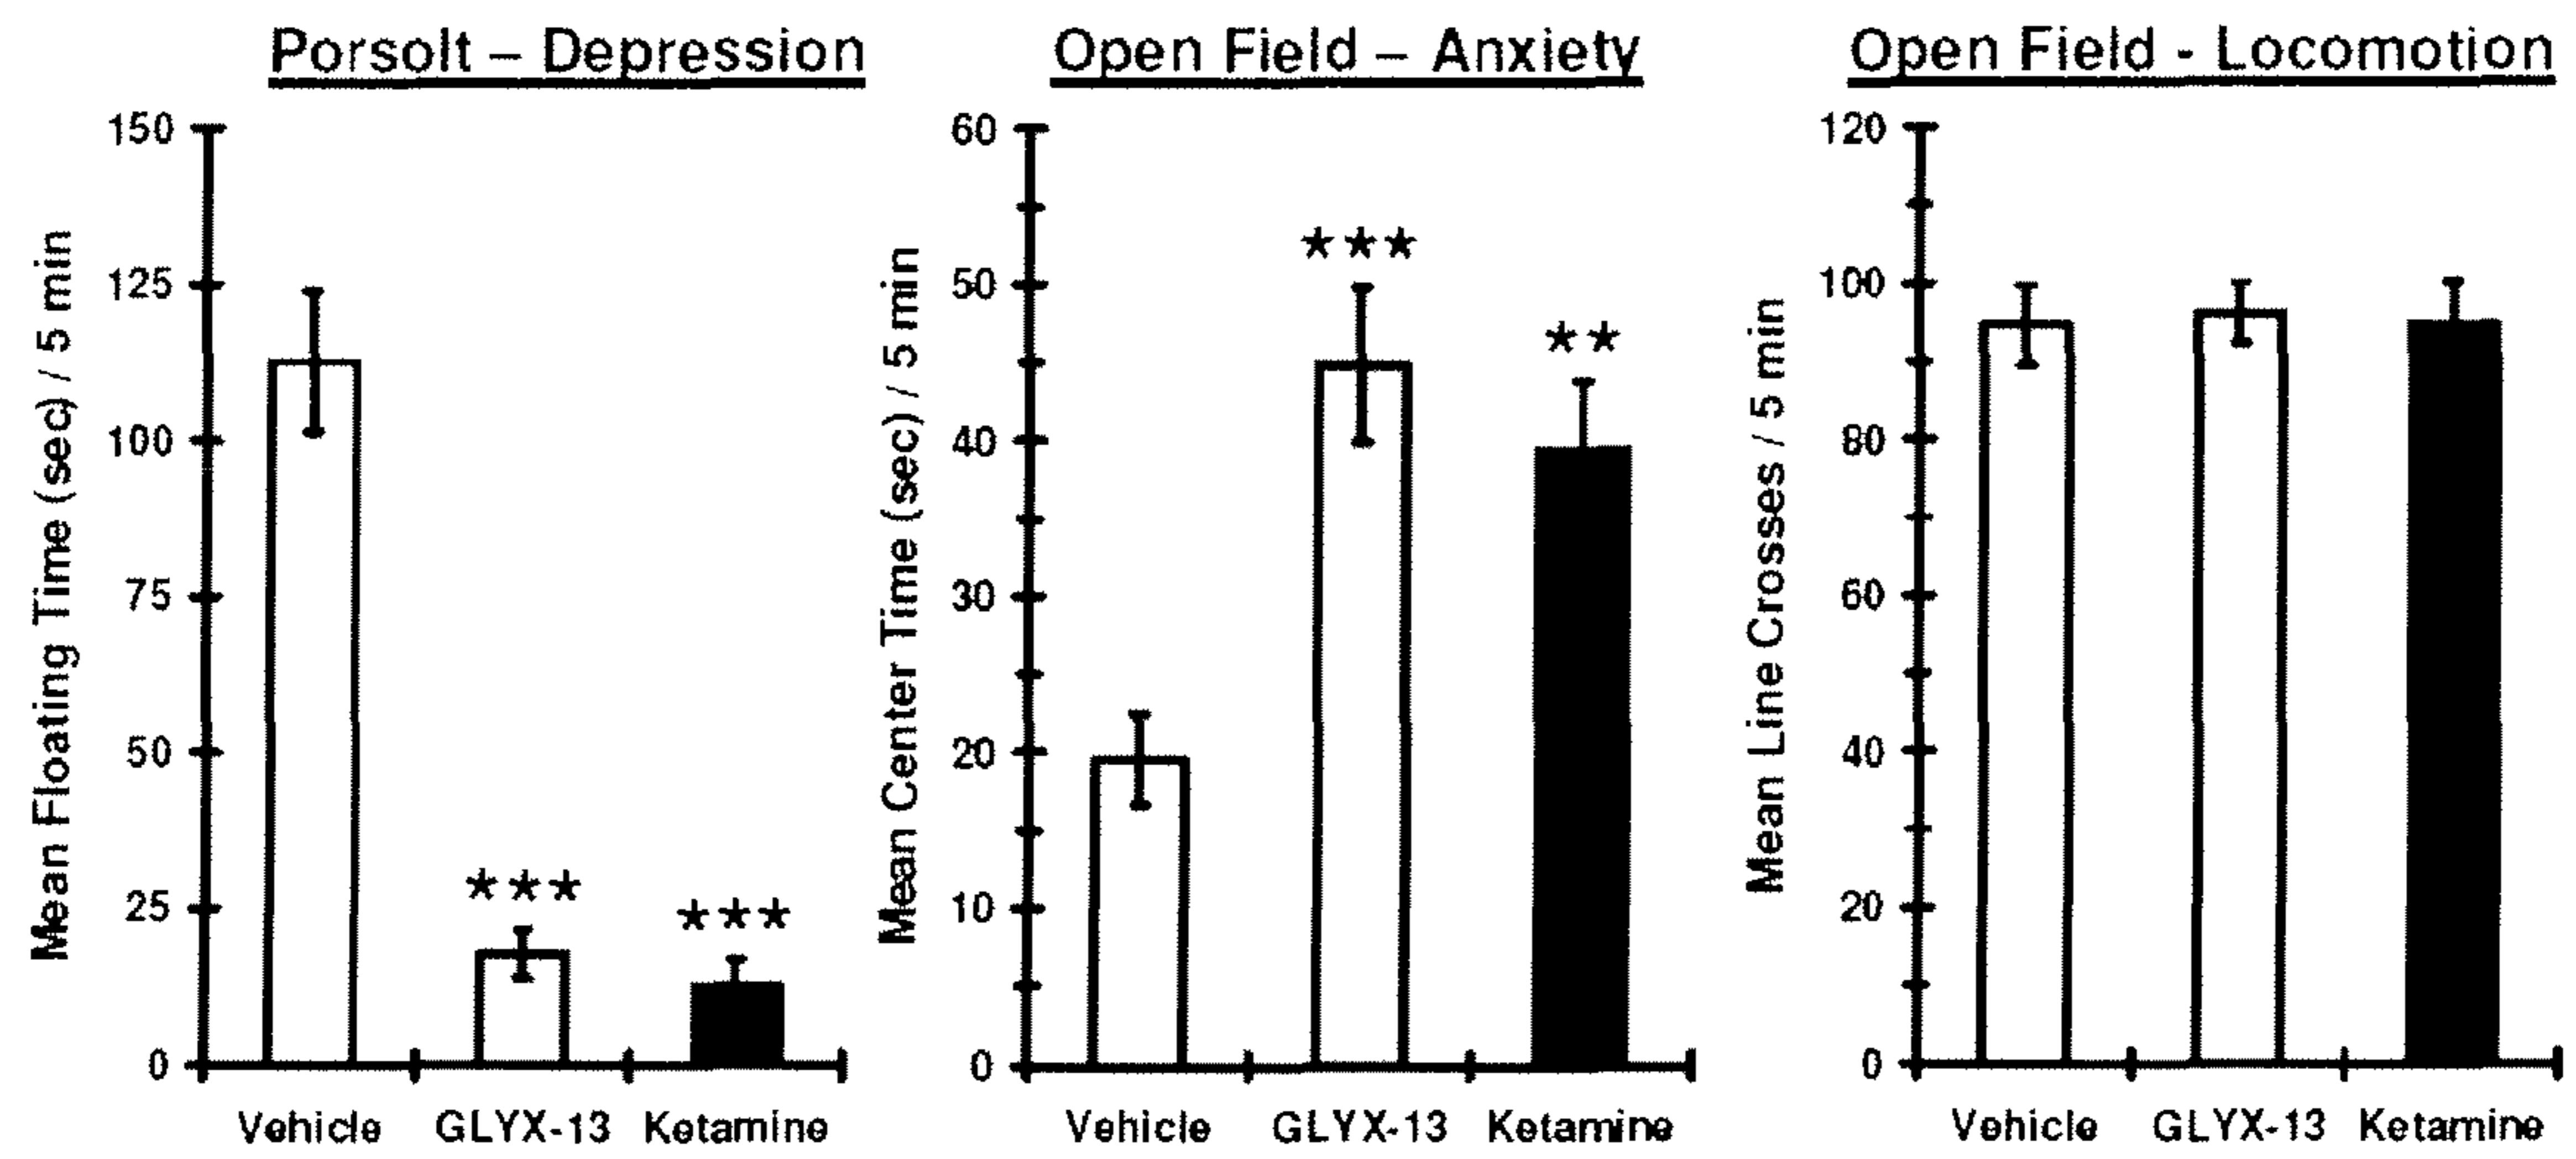 Porsolt – Depression
Mean Floating Time (sec) / 5 min
150
125
100
75
50
25
0
***
***
Vehicle GLYX-13 Ketamine
Open Field – Anxiety
Mean Center Time (sec) / 5 min
60
50
40
30
20
10
0
***
**
Vehicle GLYX-13 Ketamine
Open Field - Locomotion
Mean Line Crosses / 5 min
120
100
80
60
40
20
0
Vehicle GLYX-13 Ketamine